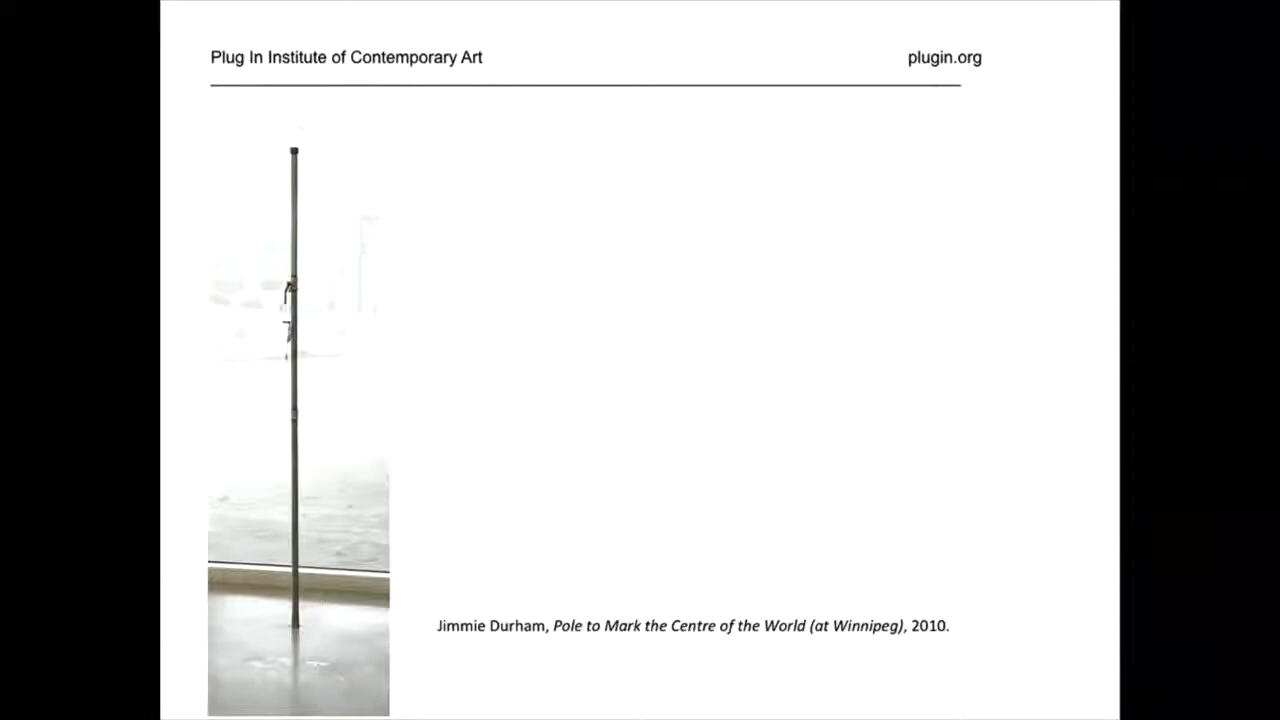 Plug In Institute of Contemporary Art
plugin.org
Jimmie Durham, Pole to Mark the Centre of the World (at Winnipeg), 2010.